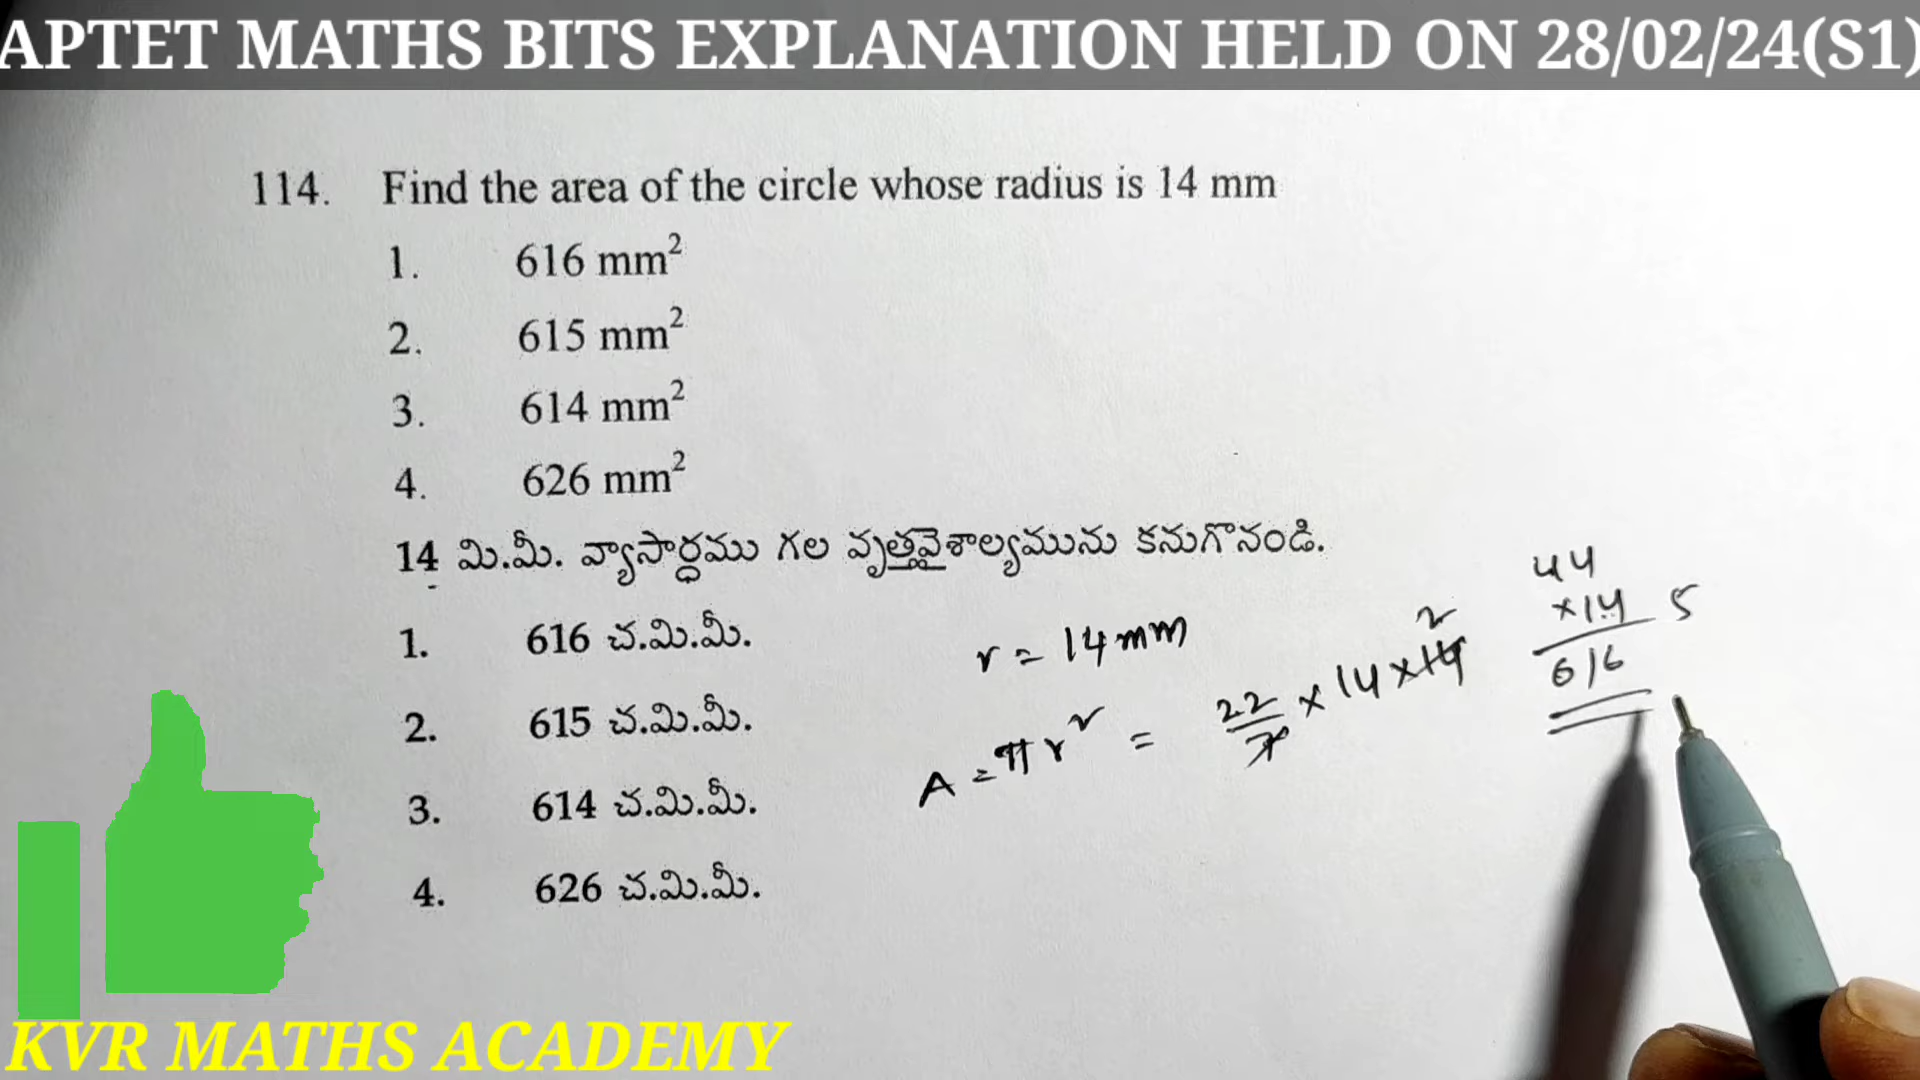 APTET MATHS BITS EXPLANATION HELD ON 28/02/24(S1)
114. Find the area of the circle whose radius is 14 mm
1. 616 mm²
2. 615 mm²
3. 614 mm²
4. 626 mm²
14 మి.మీ. వ్యాసార్ధము గల వృత్తవైశాల్యమును కనుగొనండి.
1. 616 చ.మి.మీ.
2. 615 చ.మి.మీ.
3. 614 చ.మి.మీ.
4. 626 చ.మి.మీ.
r = 14mm
A = πr² = 22/7 × 14 × 14
2
44
×14 5
616
KVR MATHS ACADEMY